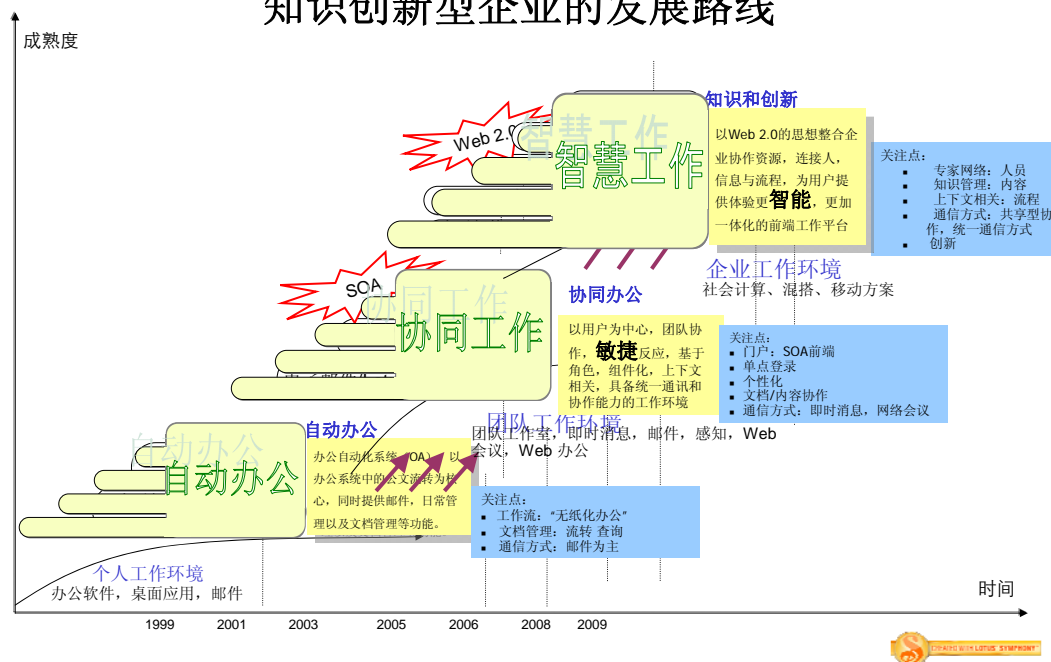 知识创新型企业的发展路线
成熟度
知识和创新
Web 2.0
智慧工作
智慧工作
以Web 2.0的思想整合企
业协作资源，连接人，
信息与流程，为用户提
供体验更智能，更加
一体化的前端工作平台
关注点：
▪ 专家网络：人员
▪ 知识管理：内容
▪ 上下文相关：流程
▪ 通信方式：共享型协
作，统一通信方式
▪ 创新
企业工作环境
社会计算、混搭、移动方案
SOA
协同工作
协同工作
协同办公
以用户为中心，团队协
作，敏捷反应，基于
角色，组件化，上下文
相关，具备统一通讯和
协作能力的工作环境
关注点：
▪ 门户：SOA前端
▪ 单点登录
▪ 个性化
▪ 文档/内容协作
▪ 通信方式：即时消息，网络会议
团队工作环境
团队工作室，即时消息，邮件，感知，Web
会议，Web 办公
自动办公
自动办公
自动办公
办公自动化系统（OA），以
办公系统中的公文流转为核
心，同时提供邮件，日常管
理以及文档管理等功能。
关注点：
▪ 工作流：“无纸化办公”
▪ 文档管理：流转 查询
▪ 通信方式：邮件为主
个人工作环境
办公软件，桌面应用，邮件
时间
1999 2001 2003 2005 2006 2008 2009
CREATED WITH LOTUS SYMPHONY